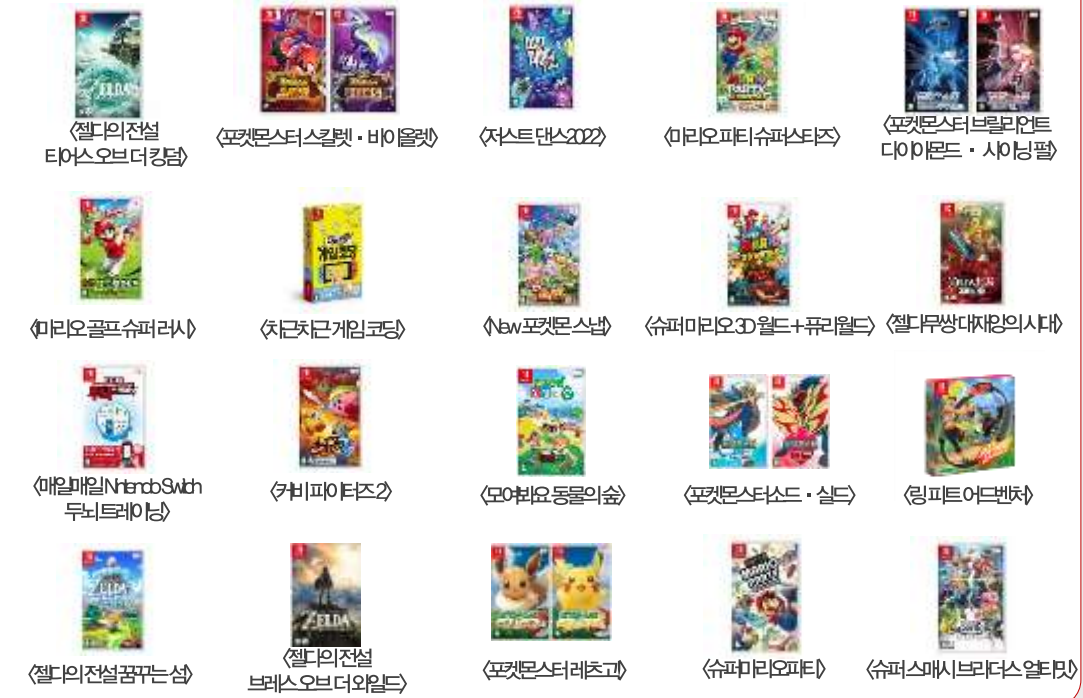 〈젤다의 전설
티어스 오브 더 킹덤〉
〈포켓몬스터 스칼렛 · 바이올렛〉
〈저스트 댄스2022〉
〈마리오 파티 슈퍼스타즈〉
〈포켓몬스터 브릴리언트
다이아몬드 · 샤이닝 펄〉
〈마리오 골프 슈퍼 러시〉
〈차근차근 게임 코딩〉
〈New 포켓몬 스냅〉
〈슈퍼 마리오 3D 월드 + 퓨리 월드〉
〈젤다무쌍 대재앙의 시대〉
〈매일매일 Nintendo Switch
두뇌 트레이닝〉
〈커비 파이터즈 2〉
〈모여봐요 동물의 숲〉
〈포켓몬스터소드 · 실드〉
〈링 피트 어드벤처〉
〈젤다의 전설 꿈꾸는 섬〉
〈젤다의 전설
브레스 오브 더 와일드〉
〈포켓몬스터 레츠고〉
〈슈퍼 마리오 파티〉
〈슈퍼 스매시브라더스 얼티밋〉